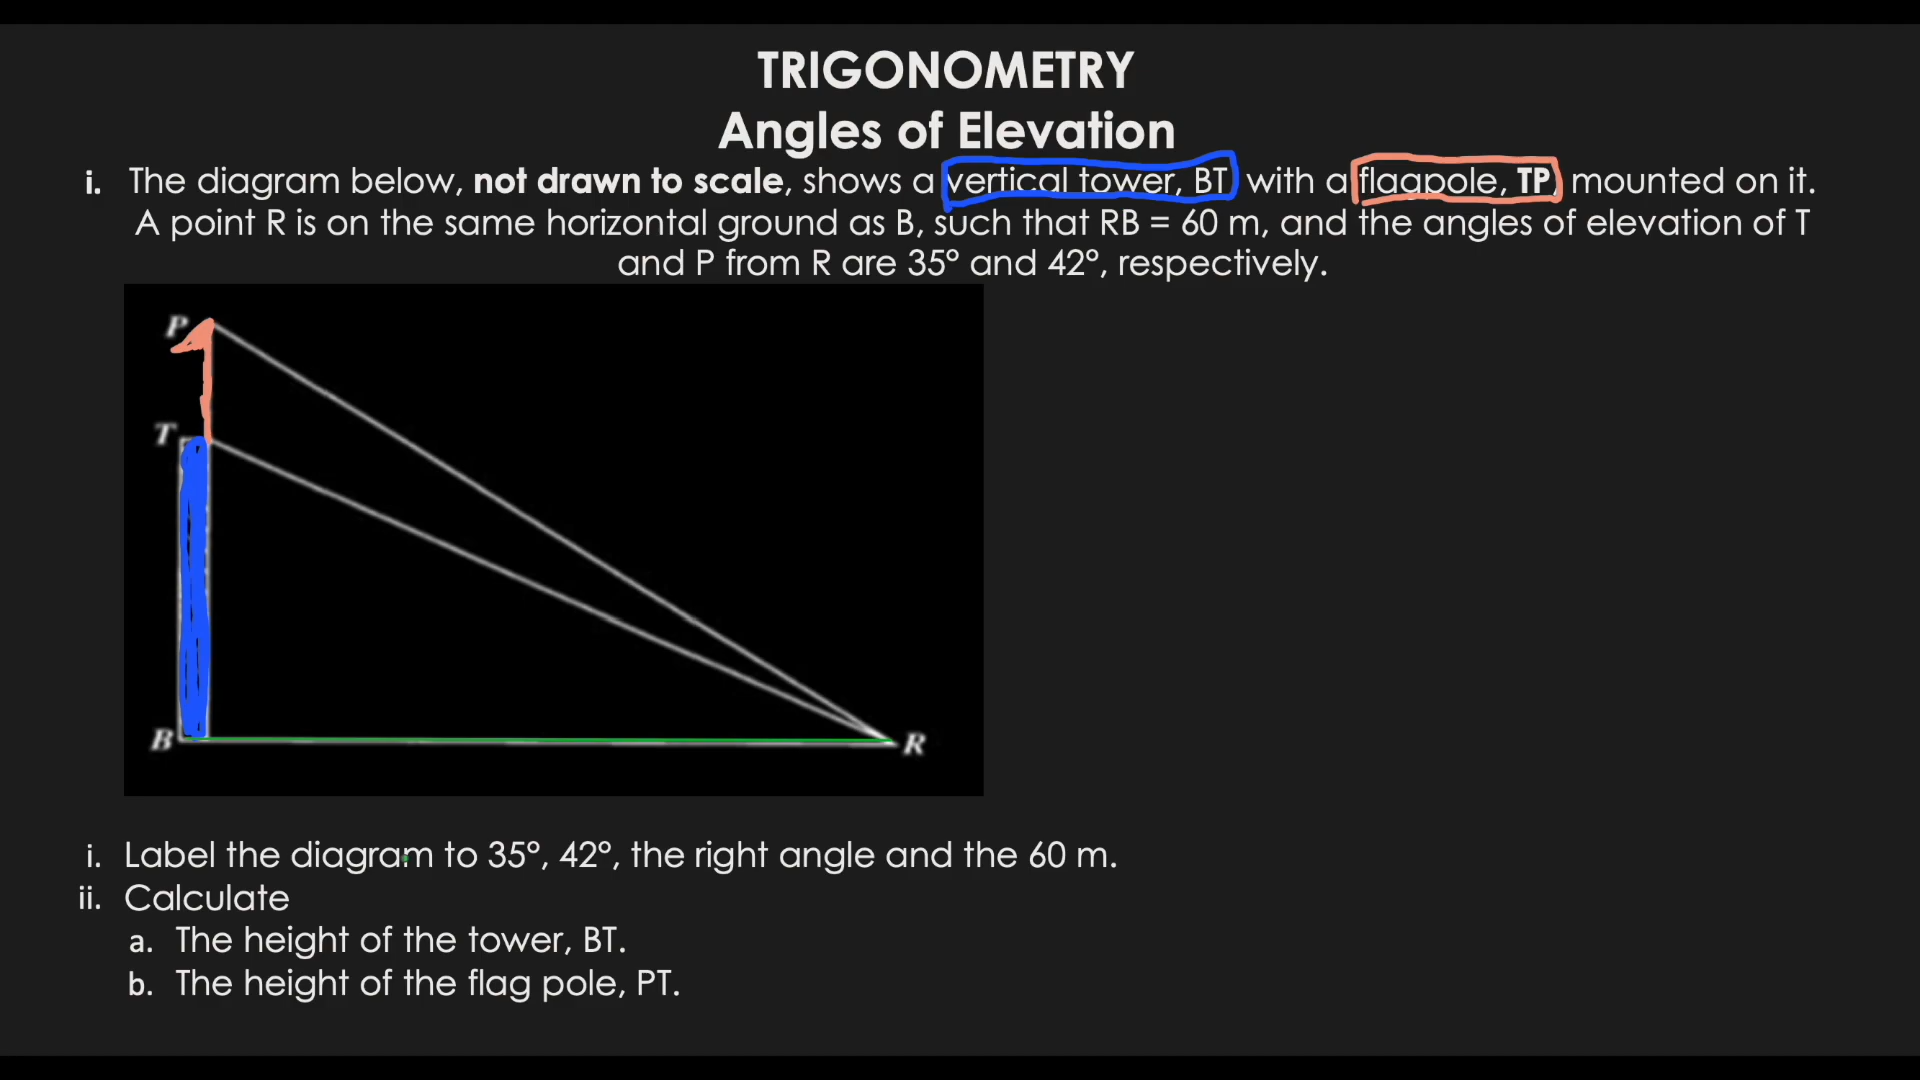 TRIGONOMETRY
Angles of Elevation
i. The diagram below, not drawn to scale, shows a vertical tower, BT with a flagpole, TP, mounted on it.
A point R is on the same horizontal ground as B, such that RB = 60 m, and the angles of elevation of T
and P from R are 35° and 42°, respectively.
P
T
B
R
i. Label the diagram to 35°, 42°, the right angle and the 60 m.
ii. Calculate
a. The height of the tower, BT.
b. The height of the flag pole, PT.